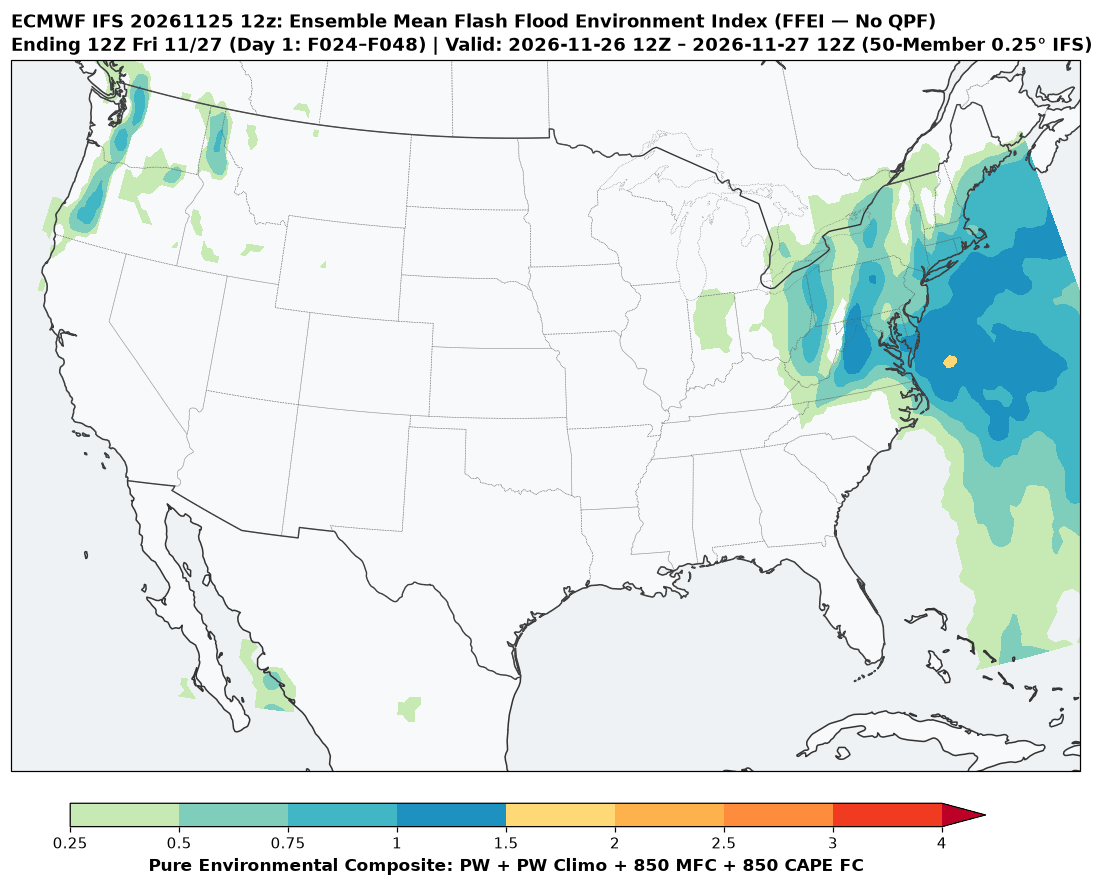 ECMWF IFS 20261125 12z: Ensemble Mean Flash Flood Environment Index (FFEI — No QPF)
Ending 12Z Fri 11/27 (Day 1: F024–F048) | Valid: 2026-11-26 12Z – 2026-11-27 12Z (50-Member 0.25° IFS)
0.25 0.5 0.75 1 1.5 2 2.5 3 4
Pure Environmental Composite: PW + PW Climo + 850 MFC + 850 CAPE FC